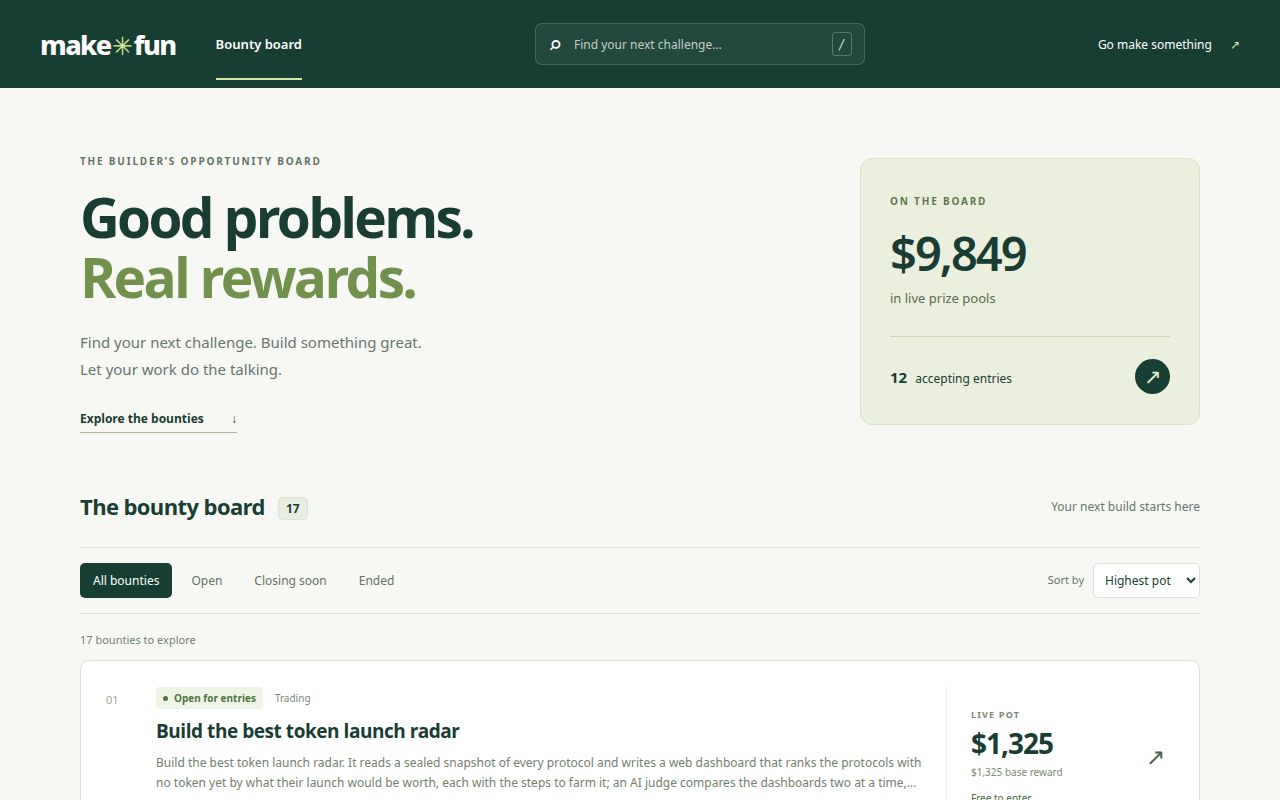 make✳fun
Bounty board
Find your next challenge...
/
Go make something ↗
THE BUILDER'S OPPORTUNITY BOARD
Good problems.
Real rewards.
Find your next challenge. Build something great.
Let your work do the talking.
Explore the bounties ↓
ON THE BOARD
$9,849
in live prize pools
12 accepting entries ↗
The bounty board 17
Your next build starts here
All bounties Open Closing soon Ended
Sort by Highest pot
17 bounties to explore
01
Open for entries Trading
Build the best token launch radar
Build the best token launch radar. It reads a sealed snapshot of every protocol and writes a web dashboard that ranks the protocols with
no token yet by what their launch would be worth, each with the steps to farm it; an AI judge compares the dashboards two at a time,...
LIVE POT
$1,325
↗
$1,325 base reward
Free to enter